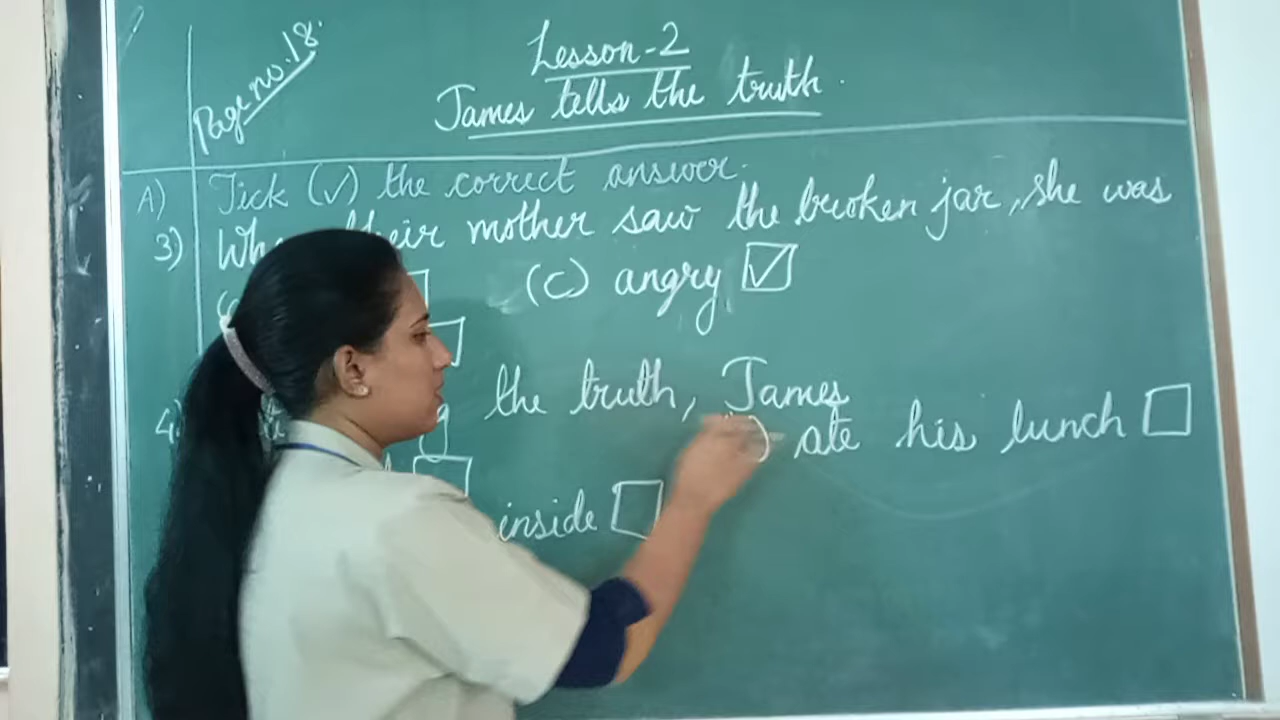 Page no. 18.
Lesson-2
James tells the truth.
A) Tick (✓) the correct answer.
3) their mother saw the broken jar, she was
(c) angry ✓
4) the truth, James
ate his lunch
inside